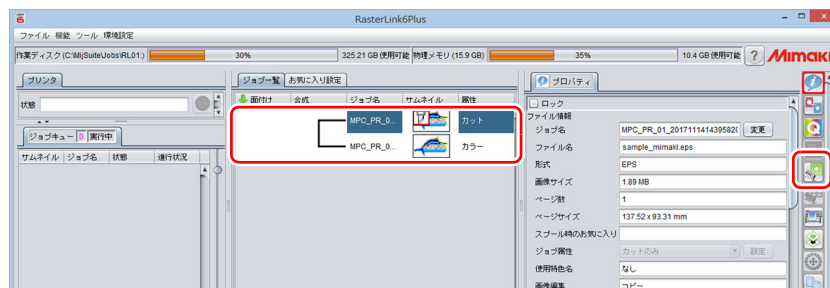 RasterLink6Plus
ファイル 機能 ツール 環境設定
作業ディスク (C:\MijSuite\Jobs\RL01:) 30% 325.21 GB 使用可能 物理メモリ (15.9 GB) 35% 10.4 GB 使用可能 ? Mimaki
プリンタ
状態
ジョブキュー 0 実行中
サムネイル ジョブ名 状態 進行状況
ジョブ一覧 お気に入り設定
面付け 合成 ジョブ名 サムネイル 属性
MPC_PR_0... カット
MPC_PR_0... カラー
プロパティ
ロック
ファイル情報
ジョブ名 MPC_PR_01_2017111414395820 変更
ファイル名 sample_mimaki.eps
形式 EPS
画像サイズ 1.89 MB
ページ数 1
ページサイズ 137.52 x 93.31 mm
スプール時のお気に入り
ジョブ属性 カットのみ 設定
使用特色名 なし
画像編集 コピー